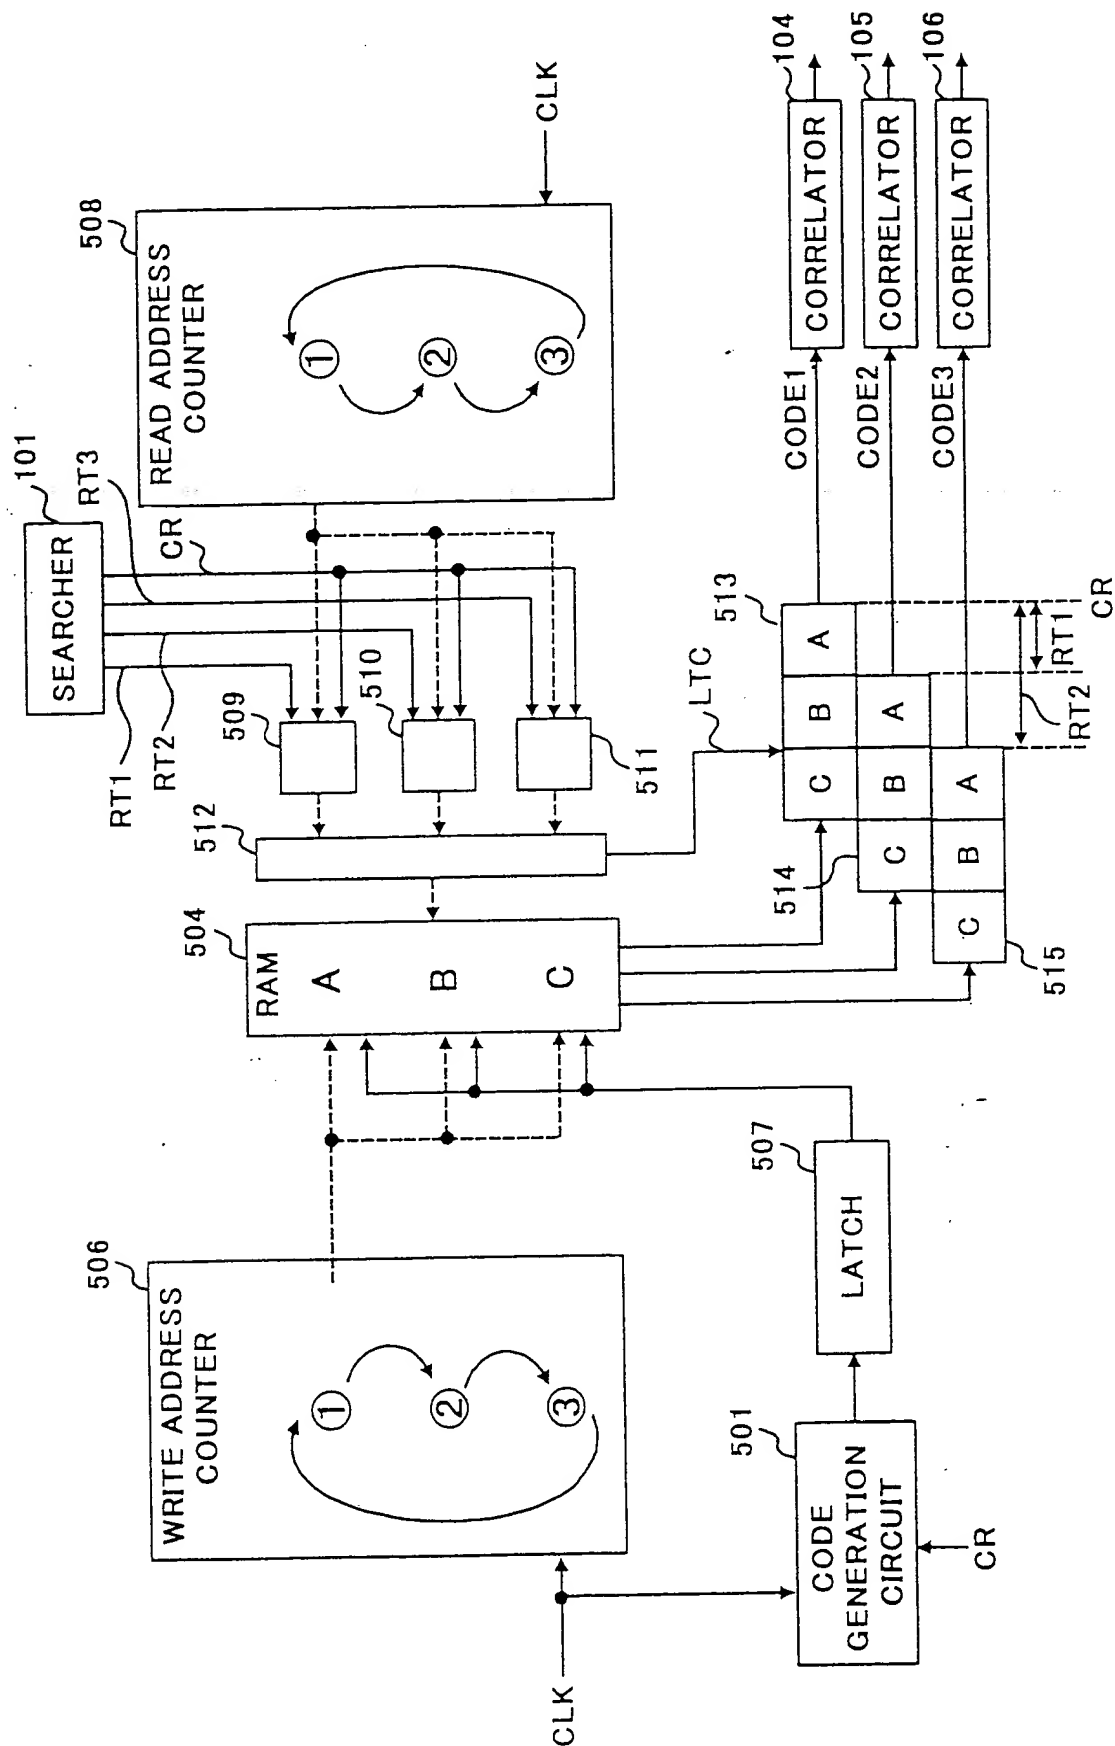 506
WRITE ADDRESS
COUNTER
①
②
③
CLK
501
CODE
GENERATION
CIRCUIT
CR
507
LATCH
504
RAM
A
B
C
512
509
510
511
LTC
101
SEARCHER
RT1
RT2
RT3
CR
508
READ ADDRESS
COUNTER
①
②
③
CLK
513
C B A
514
C B A
515
C B A
RT1
RT2
CR
CODE1
CODE2
CODE3
104
CORRELATOR
105
CORRELATOR
106
CORRELATOR